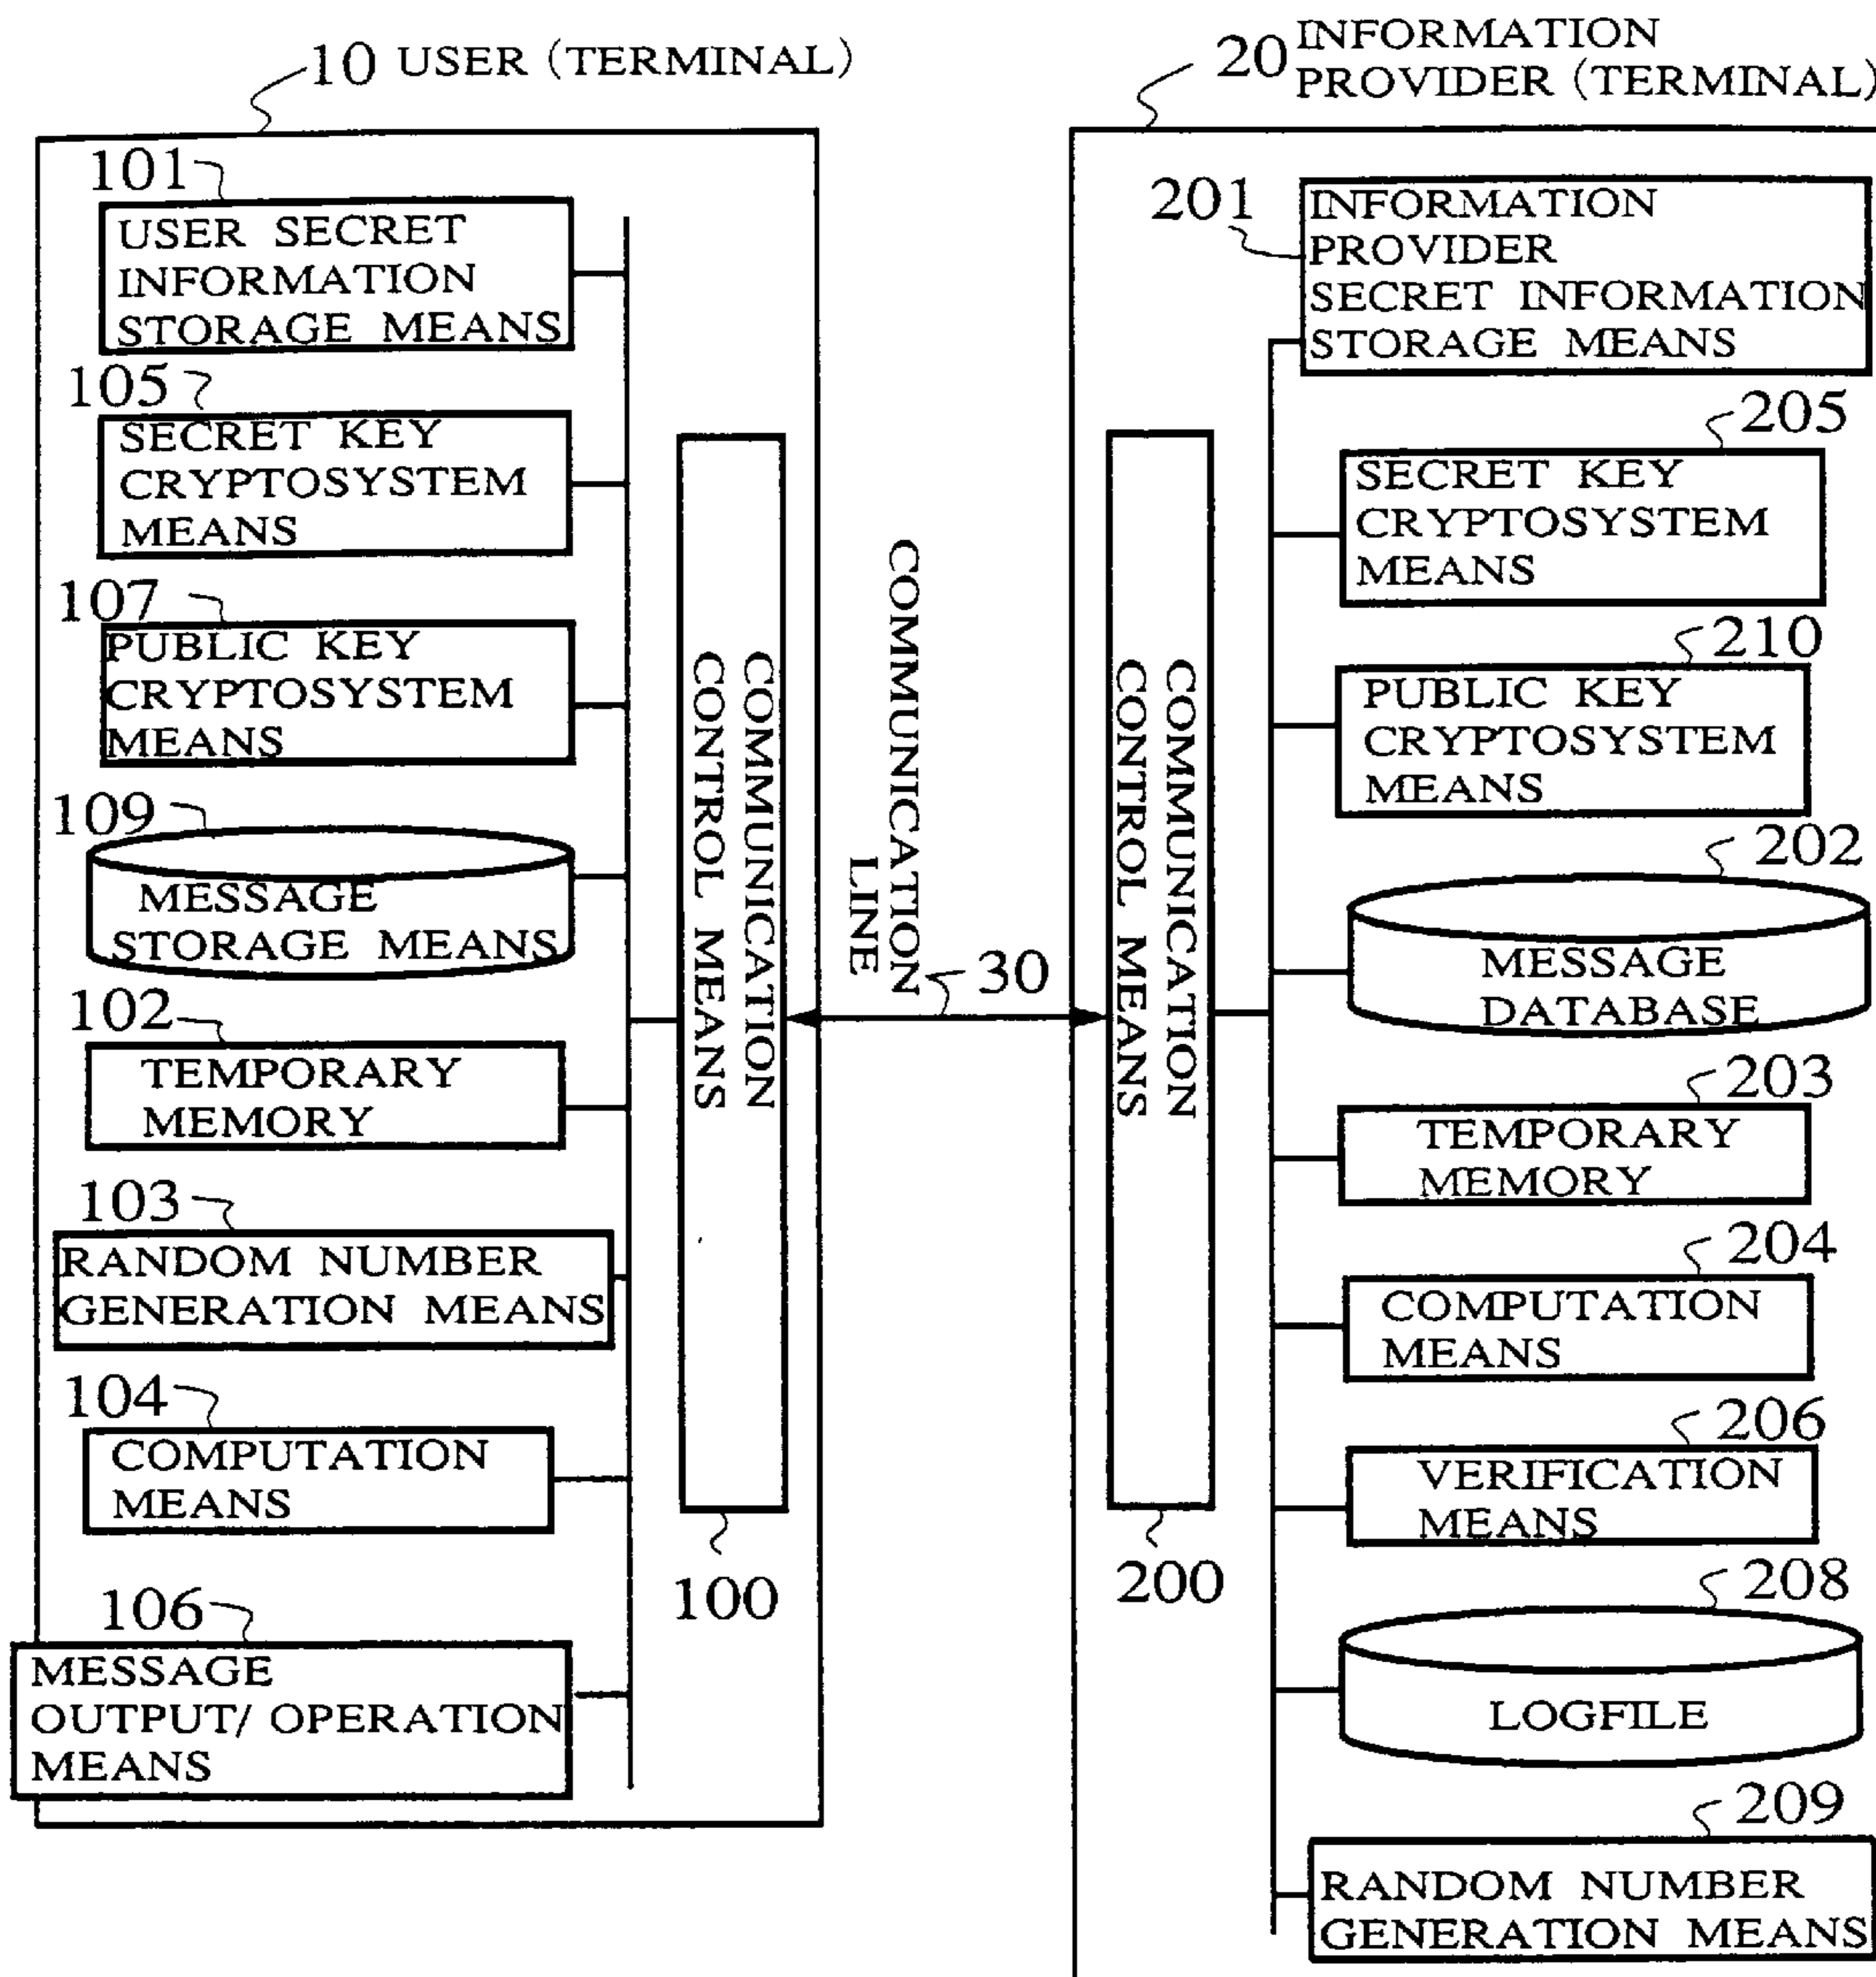 10 USER (TERMINAL)
101
USER SECRET
INFORMATION
STORAGE MEANS
105
SECRET KEY
CRYPTOSYSTEM
MEANS
107
PUBLIC KEY
CRYPTOSYSTEM
MEANS
109
MESSAGE
STORAGE MEANS
102
TEMPORARY
MEMORY
103
RANDOM NUMBER
GENERATION MEANS
104
COMPUTATION
MEANS
106
MESSAGE
OUTPUT/ OPERATION
MEANS
COMMUNICATION
CONTROL MEANS
100
COMMUNICATION
LINE
30
20 INFORMATION
PROVIDER (TERMINAL)
COMMUNICATION
CONTROL MEANS
200
201
INFORMATION
PROVIDER
SECRET INFORMATION
STORAGE MEANS
205
SECRET KEY
CRYPTOSYSTEM
MEANS
210
PUBLIC KEY
CRYPTOSYSTEM
MEANS
202
MESSAGE
DATABASE
203
TEMPORARY
MEMORY
204
COMPUTATION
MEANS
206
VERIFICATION
MEANS
208
LOGFILE
209
RANDOM NUMBER
GENERATION MEANS